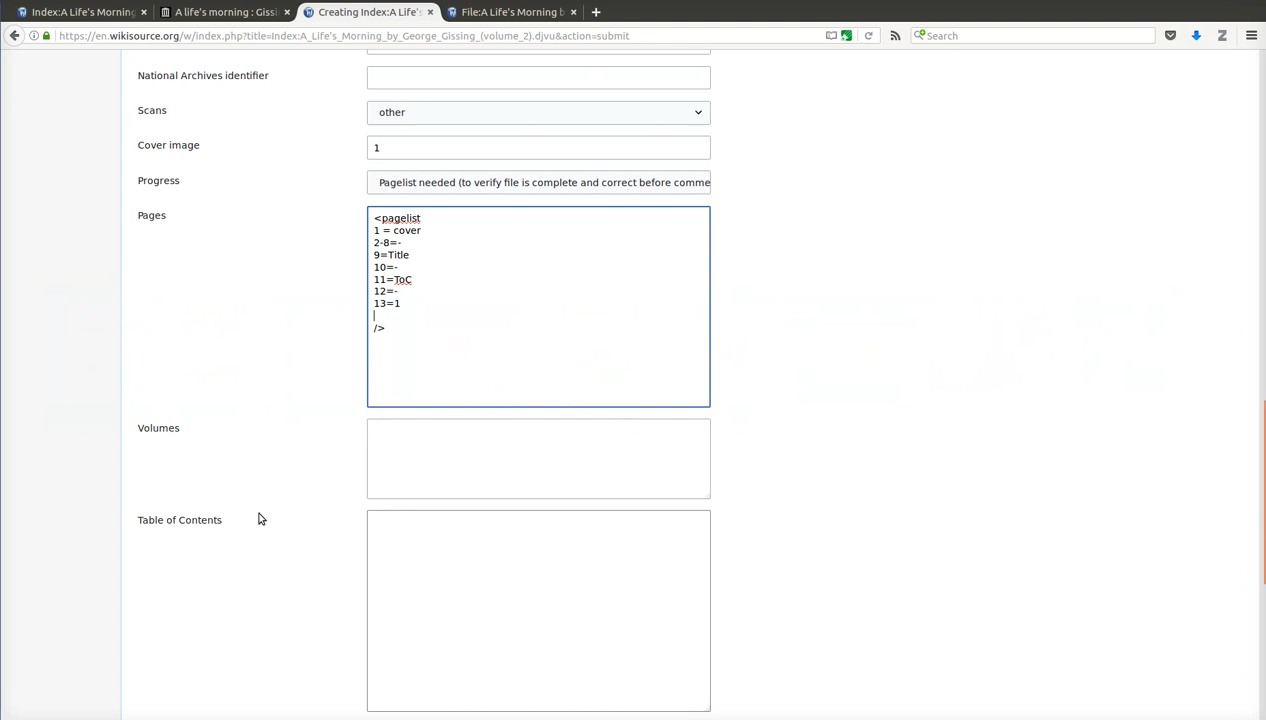 Index:A Life's Morning
A life's morning : Gissi
Creating Index:A Life's
File:A Life's Morning b
https://en.wikisource.org/w/index.php?title=Index:A_Life's_Morning_by_George_Gissing_(volume_2).djvu&action=submit
Search
National Archives identifier
Scans
other
Cover image
1
Progress
Pagelist needed (to verify file is complete and correct before comme
Pages
<pagelist
1 = cover
2-8=-
9=Title
10=-
11=ToC
12=-
13=1
/>
Volumes
Table of Contents